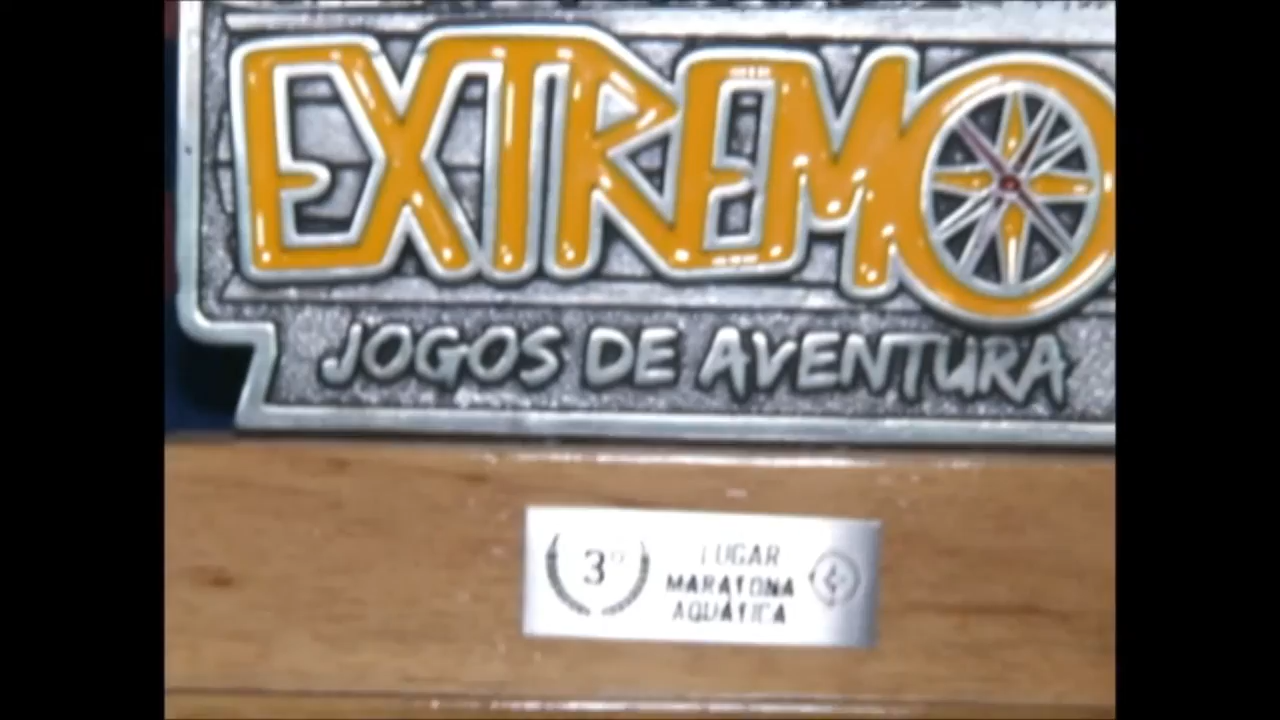 EXTREMO
JOGOS DE AVENTURA
3º
LUGAR
MARATONA
AQUÁTICA